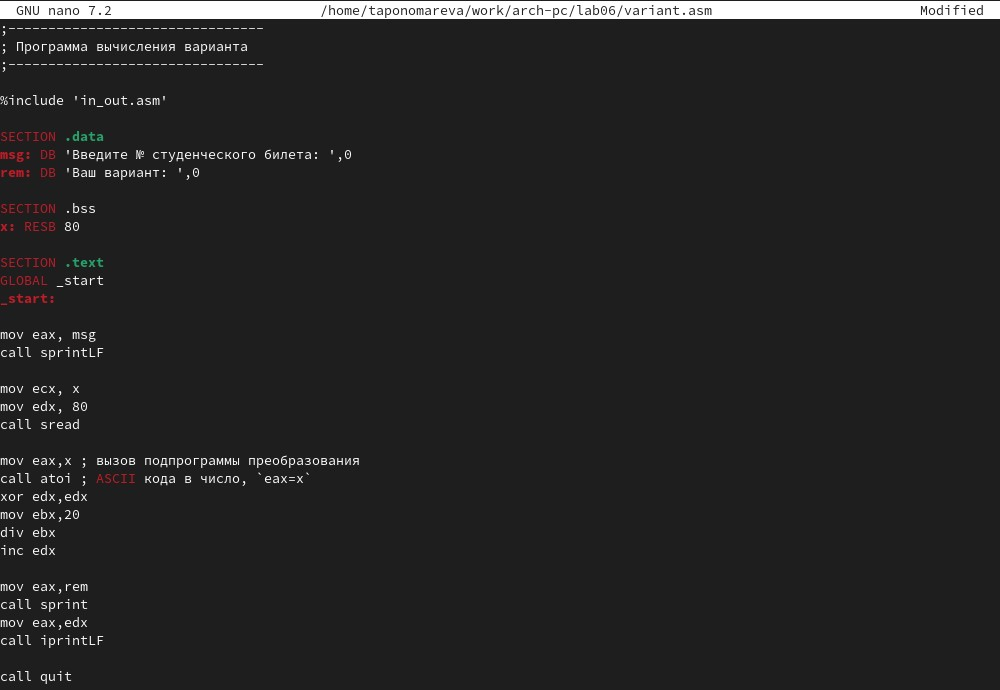 GNU nano 7.2 /home/taponomareva/work/arch-pc/lab06/variant.asm Modified
;--------------------------------
; Программа вычисления варианта
;--------------------------------
%include 'in_out.asm'
SECTION .data
msg: DB 'Введите № студенческого билета: ',0
rem: DB 'Ваш вариант: ',0
SECTION .bss
x: RESB 80
SECTION .text
GLOBAL _start
_start:
mov eax, msg
call sprintLF
mov ecx, x
mov edx, 80
call sread
mov eax,x ; вызов подпрограммы преобразования
call atoi ; ASCII кода в число, `eax=x`
xor edx,edx
mov ebx,20
div ebx
inc edx
mov eax,rem
call sprint
mov eax,edx
call iprintLF
call quit